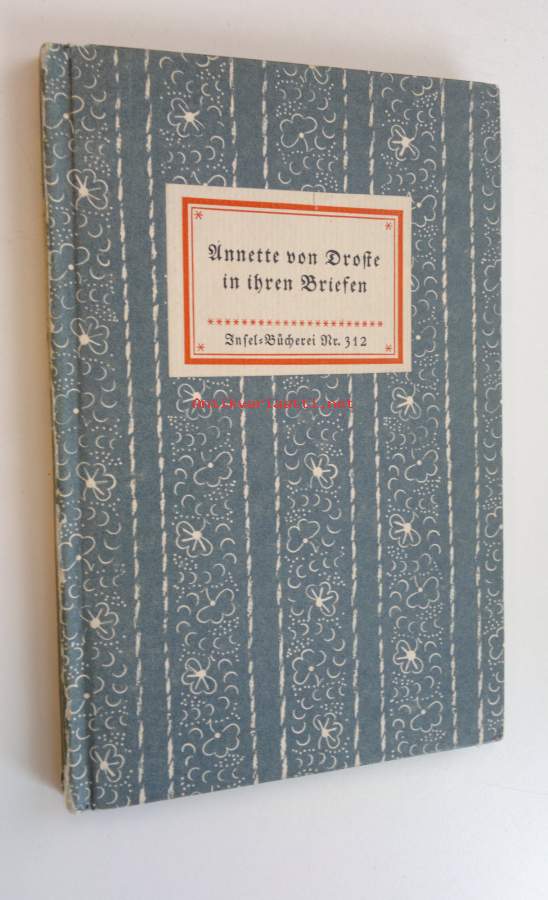 Annette von Droste
in ihren Briefen
Insel-Bücherei Nr. 312
Antikvariaatti.net